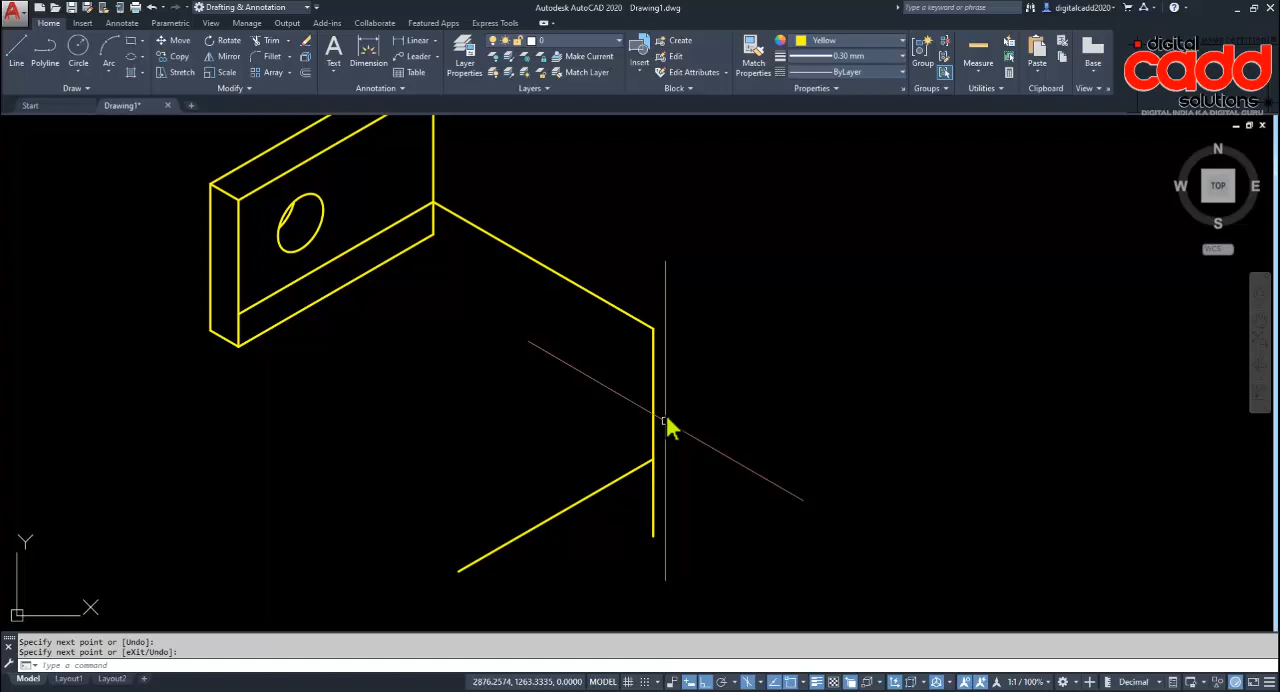 Drafting & Annotation
Autodesk AutoCAD 2020 Drawing1.dwg
Type a keyword or phrase
digitalcadd2020
Home Insert Annotate Parametric View Manage Output Add-ins Collaborate Featured Apps Express Tools
Line Polyline Circle Arc
Move Rotate Trim
Copy Mirror Fillet
Stretch Scale Array
Text Dimension
Linear
Leader
Table
Layer Properties
0
Make Current
Match Layer
Insert
Create
Edit
Edit Attributes
Match Properties
Yellow
0.30 mm
ByLayer
Group Measure Paste Base
Draw Modify Annotation Layers Block Properties Groups Utilities Clipboard View
digital
cadd
solutions
DIGITAL INDIA KA DIGITAL GURU
Start Drawing1*
N
W TOP E
S
WCS
Y
X
Specify next point or [Undo]:
Specify next point or [eXit/Undo]:
Type a command
Model Layout1 Layout2
2876.2574, 1263.3335, 0.0000 MODEL 1:1 / 100% Decimal